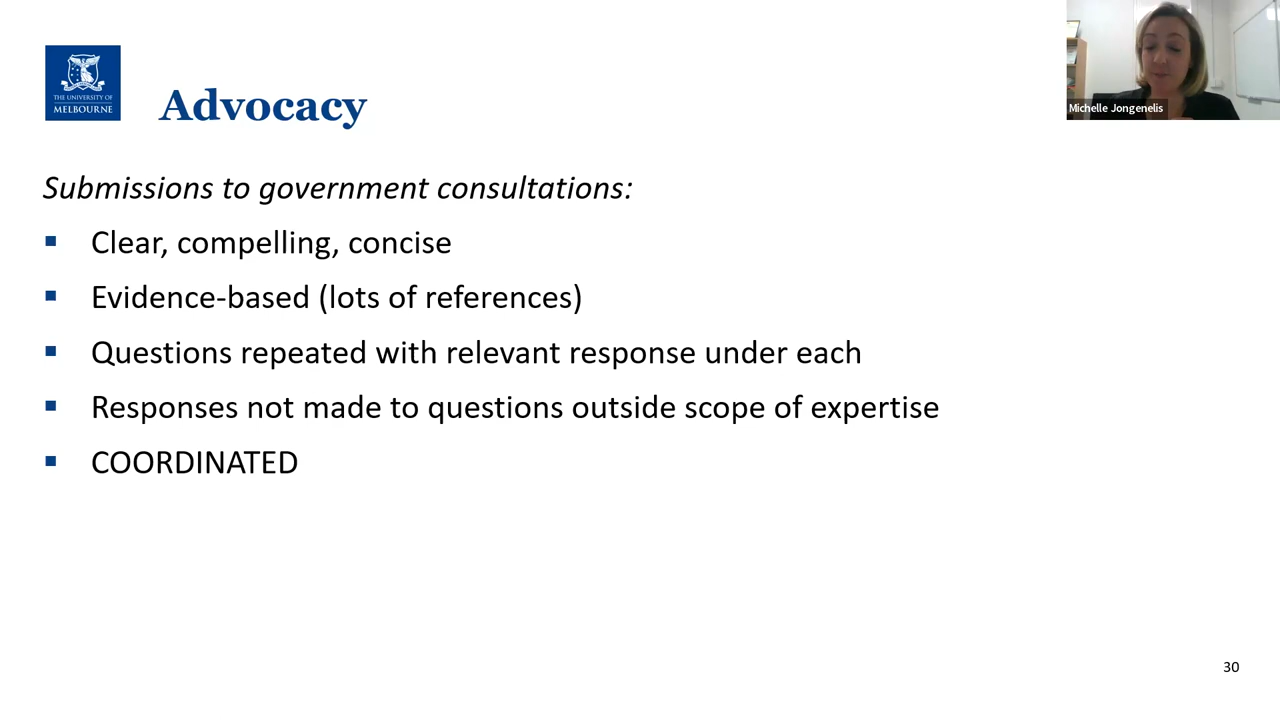 THE UNIVERSITY OF
MELBOURNE
Advocacy
Michelle Jongenelis
Submissions to government consultations:
▪ Clear, compelling, concise
▪ Evidence-based (lots of references)
▪ Questions repeated with relevant response under each
▪ Responses not made to questions outside scope of expertise
▪ COORDINATED
30